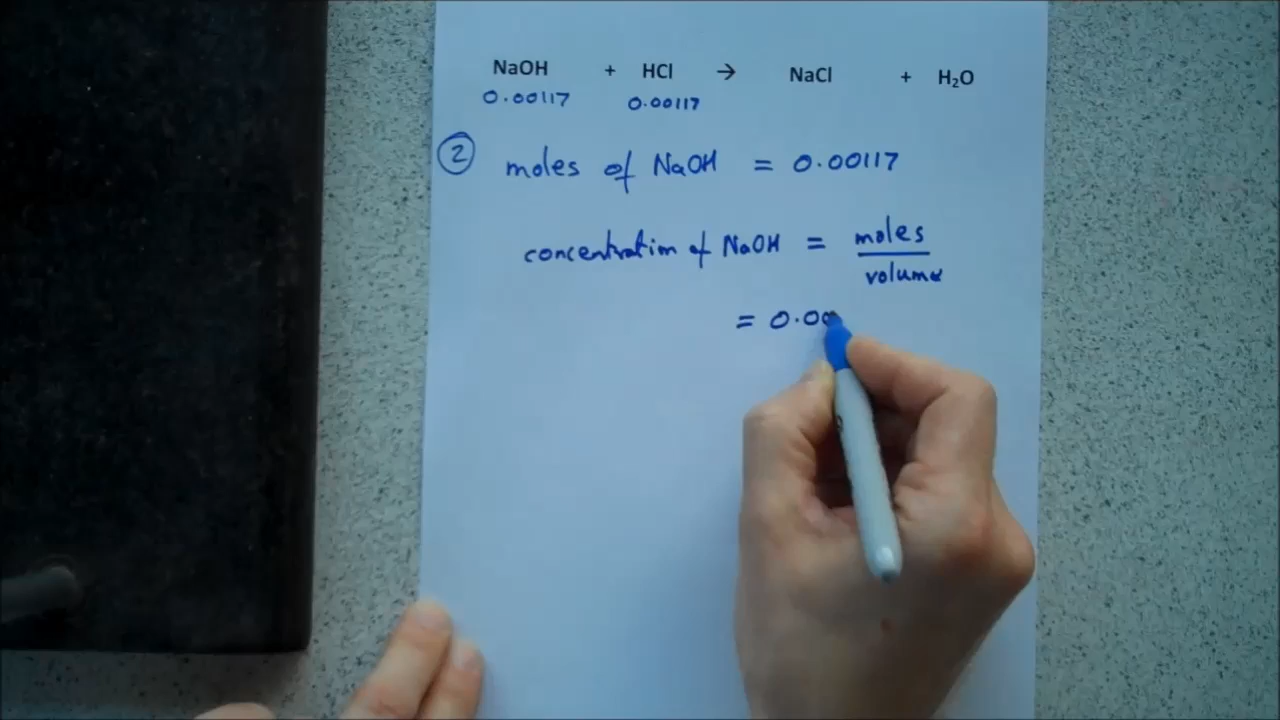 NaOH + HCl → NaCl + H₂O
0.00117 0.00117
② moles of NaOH = 0.00117
concentration of NaOH = moles
volume
= 0.00